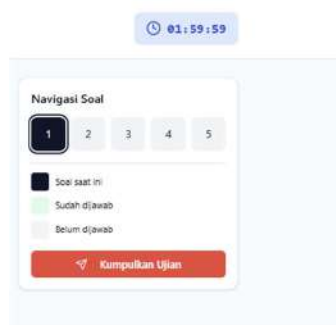 01:59:59
Navigasi Soal
1 2 3 4 5
Soal saat ini
Sudah dijawab
Belum dijawab
Kumpulkan Ujian